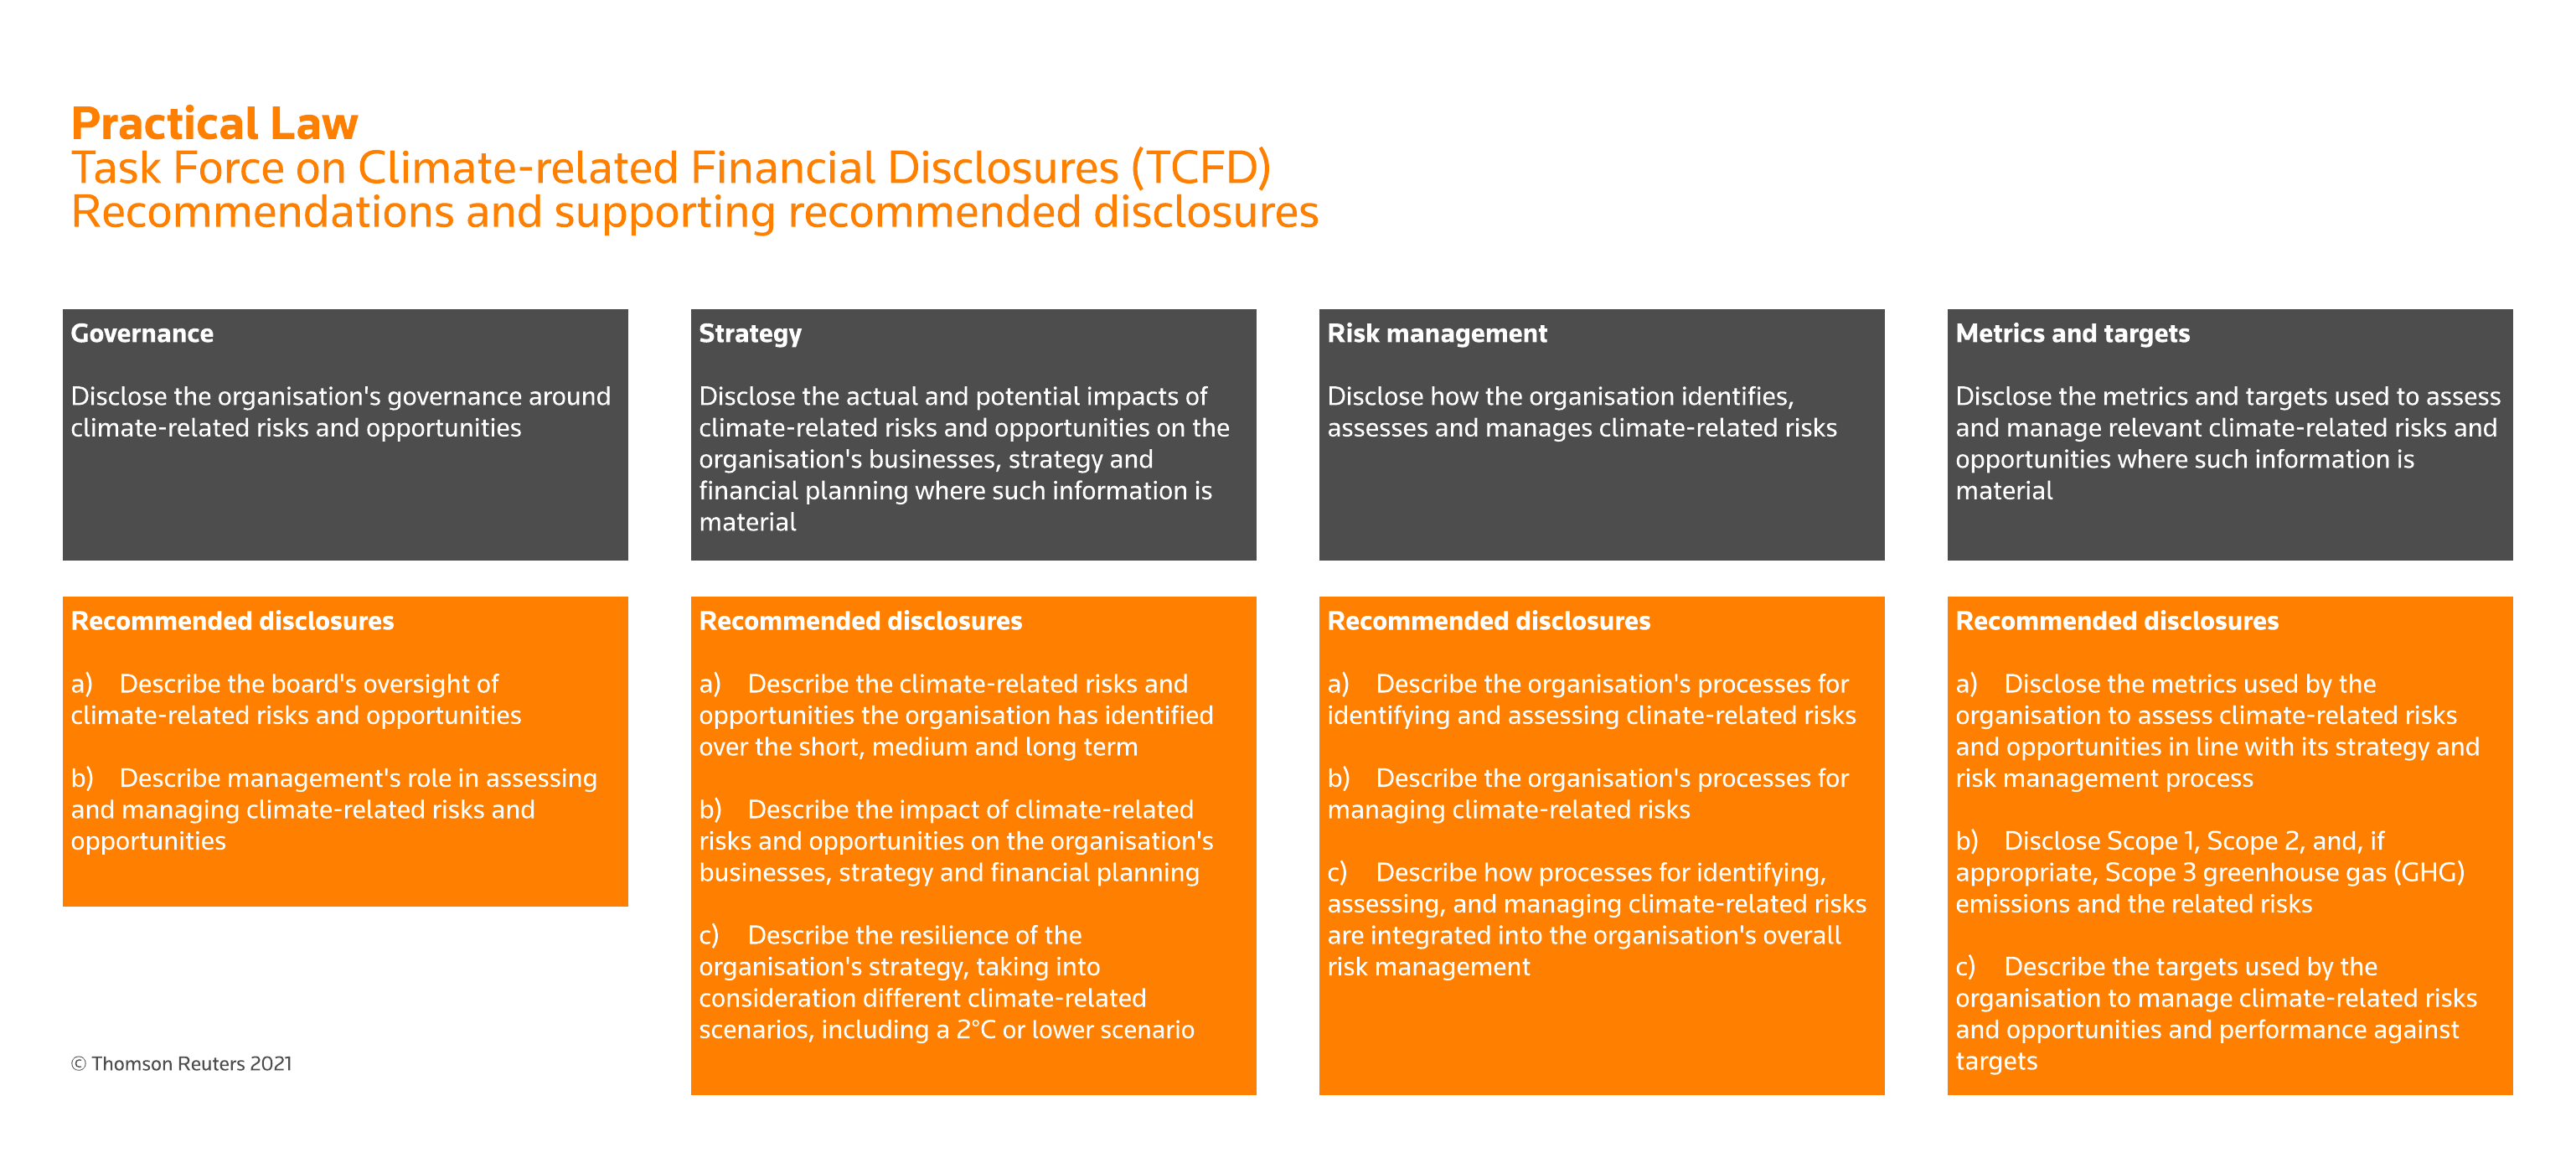 Practical Law
Task Force on Climate-related Financial Disclosures (TCFD)
Recommendations and supporting recommended disclosures
Governance
Disclose the organisation's governance around
climate-related risks and opportunities
Strategy
Disclose the actual and potential impacts of
climate-related risks and opportunities on the
organisation's businesses, strategy and
financial planning where such information is
material
Risk management
Disclose how the organisation identifies,
assesses and manages climate-related risks
Metrics and targets
Disclose the metrics and targets used to assess
and manage relevant climate-related risks and
opportunities where such information is
material
Recommended disclosures
a) Describe the board's oversight of
climate-related risks and opportunities
b) Describe management's role in assessing
and managing climate-related risks and
opportunities
Recommended disclosures
a) Describe the climate-related risks and
opportunities the organisation has identified
over the short, medium and long term
b) Describe the impact of climate-related
risks and opportunities on the organisation's
businesses, strategy and financial planning
c) Describe the resilience of the
organisation's strategy, taking into
consideration different climate-related
scenarios, including a 2°C or lower scenario
Recommended disclosures
a) Describe the organisation's processes for
identifying and assessing clinate-related risks
b) Describe the organisation's processes for
managing climate-related risks
c) Describe how processes for identifying,
assessing, and managing climate-related risks
are integrated into the organisation's overall
risk management
Recommended disclosures
a) Disclose the metrics used by the
organisation to assess climate-related risks
and opportunities in line with its strategy and
risk management process
b) Disclose Scope 1, Scope 2, and, if
appropriate, Scope 3 greenhouse gas (GHG)
emissions and the related risks
c) Describe the targets used by the
organisation to manage climate-related risks
and opportunities and performance against
targets
© Thomson Reuters 2021